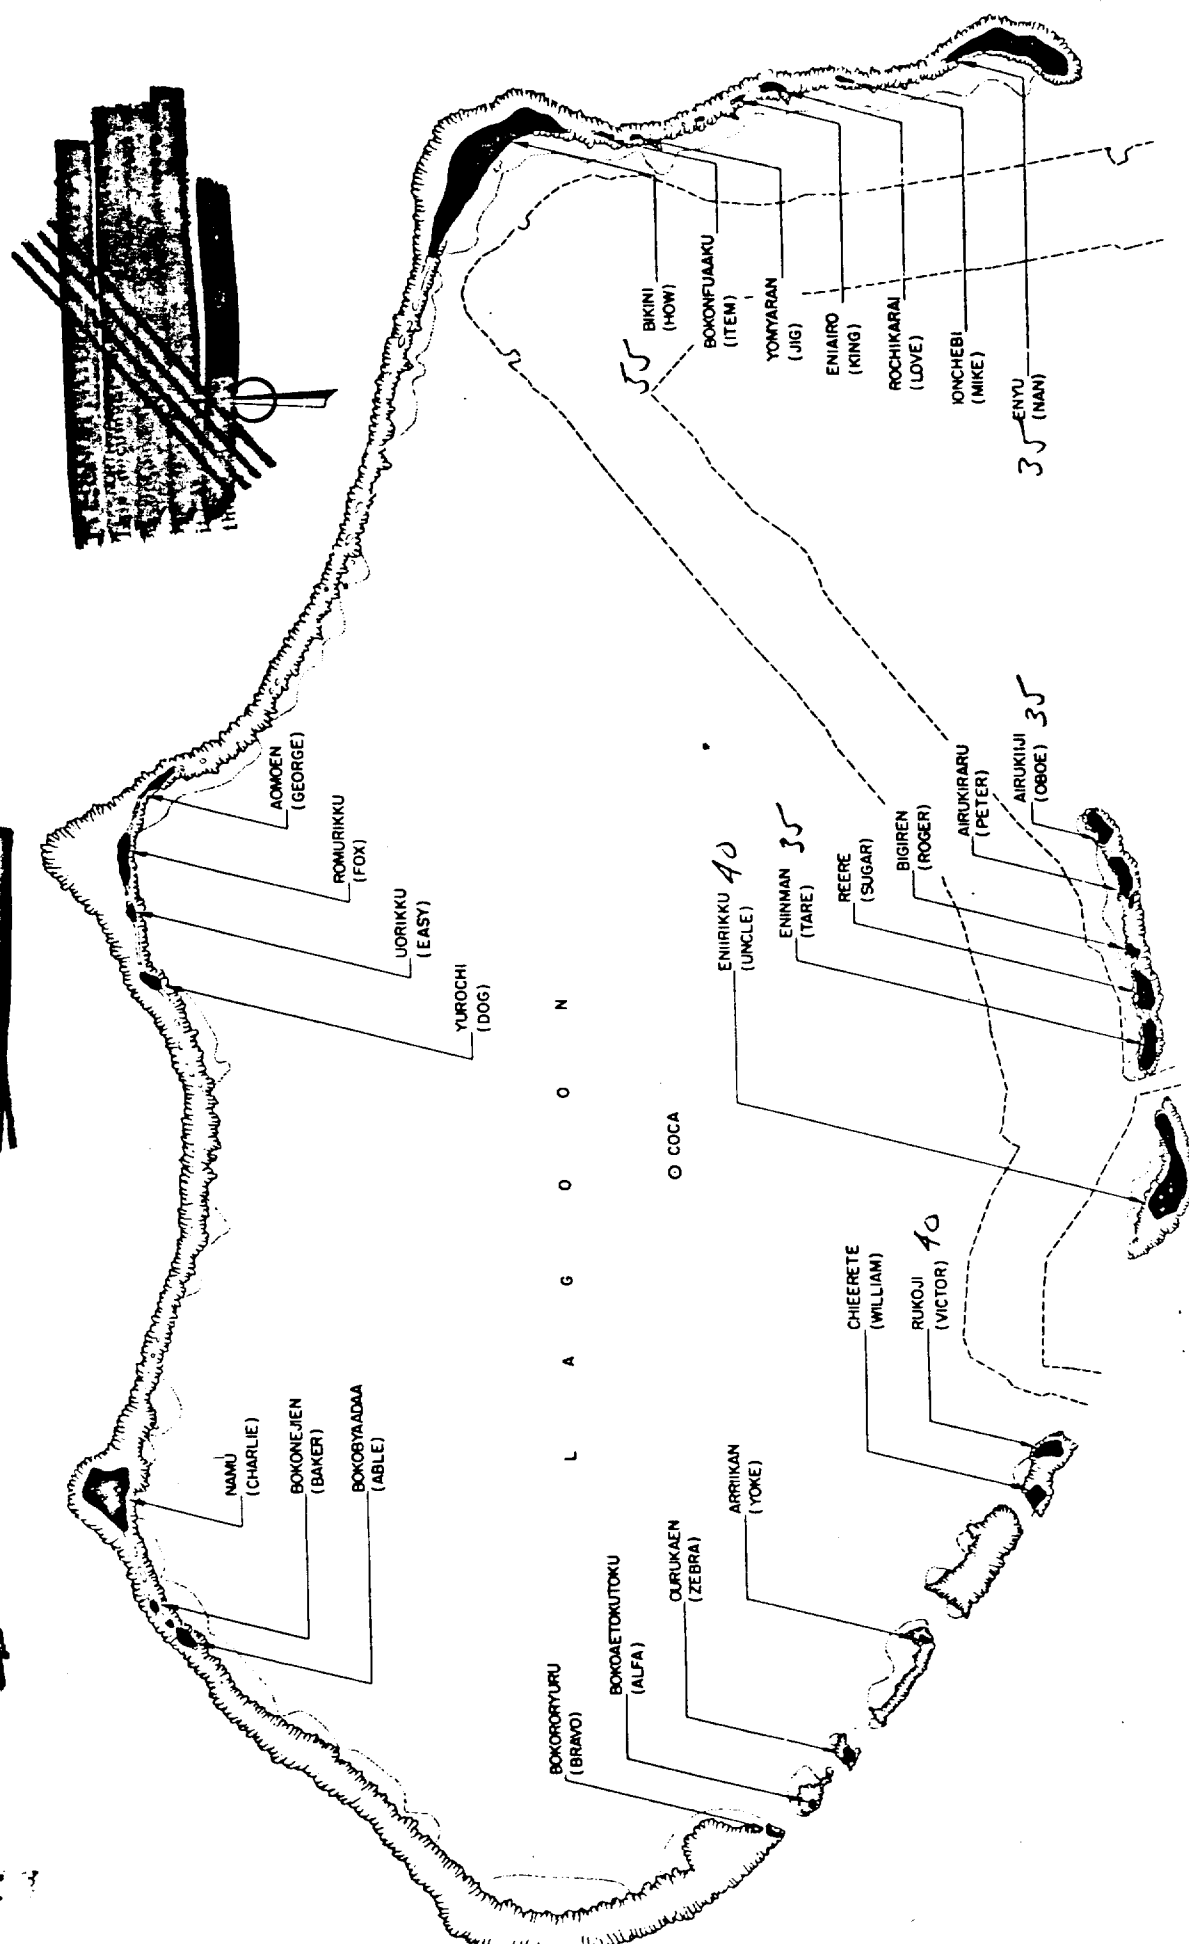 BIKINI
(HOW)
55
BOKONFUAAKU
(ITEM)
YOMYARAN
(JIG)
ENIAIRO
(KING)
ROCHIKARAI
(LOVE)
IONCHEBI
(MIKE)
ENYU
(NAN)
35
AOMOEN
(GEORGE)
ROMURIKKU
(FOX)
UORIKKU
(EASY)
YUROCHI
(DOG)
NAMU
(CHARLIE)
BOKONEJIEN
(BAKER)
BOKOBYAADAA
(ABLE)
LAGOON
COCA
AIRUKIIJI
(OBOE)
35
AIRUKIRARU
(PETER)
BIGIREN
(ROGER)
REERE
(SUGAR)
ENINMAN
(TARE)
35
ENIIRIKKU
(UNCLE)
40
RUKOJI
(VICTOR)
40
CHIEERETE
(WILLIAM)
ARRIIKAN
(YOKE)
OURUKAEN
(ZEBRA)
BOKOAETOKUTOKU
(ALFA)
BOKORORYURU
(BRAVO)